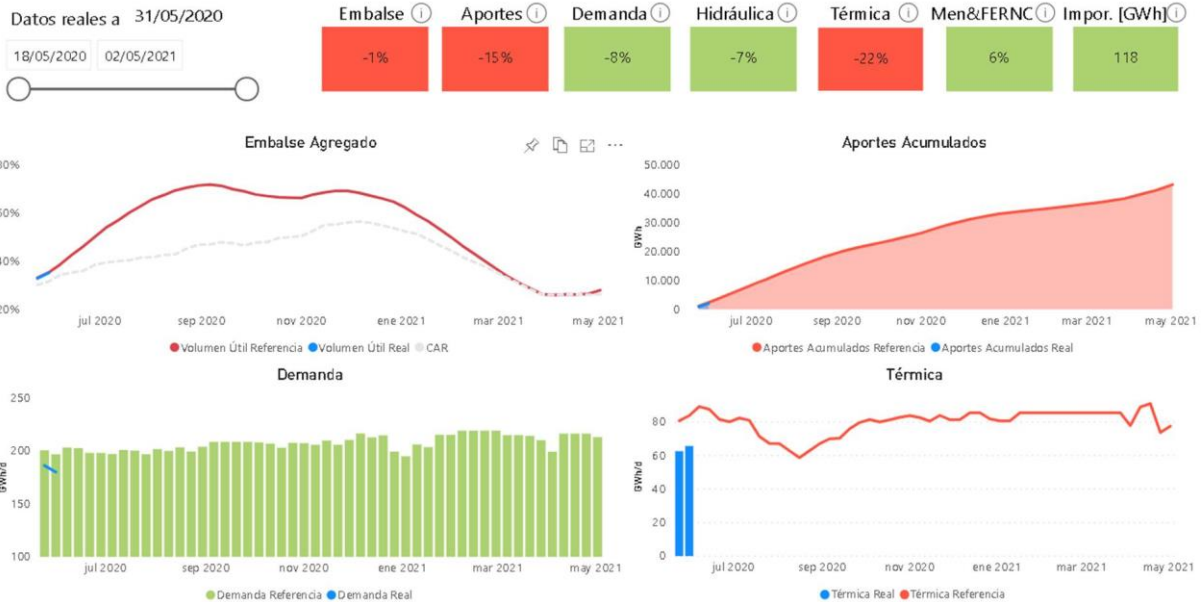 Datos reales a 31/05/2020
18/05/2020 02/05/2021
Embalse Aportes Demanda Hidráulica Térmica Men&FERNC Impor. [GWh]
-1% -15% -8% -7% -22% 6% 118
Embalse Agregado
60%
40%
20%
jul 2020 sep 2020 nov 2020 ene 2021 mar 2021 may 2021
Volumen Útil Referencia Volumen Útil Real CAR
Aportes Acumulados
50.000
40.000
30.000
20.000
10.000
0
GWh
jul 2020 sep 2020 nov 2020 ene 2021 mar 2021 may 2021
Aportes Acumulados Referencia Aportes Acumulados Real
Demanda
250
200
150
100
GWh/d
jul 2020 sep 2020 nov 2020 ene 2021 mar 2021 may 2021
Demanda Referencia Demanda Real
Térmica
80
60
40
20
0
GWh/d
jul 2020 sep 2020 nov 2020 ene 2021 mar 2021 may 2021
Térmica Real Térmica Referencia